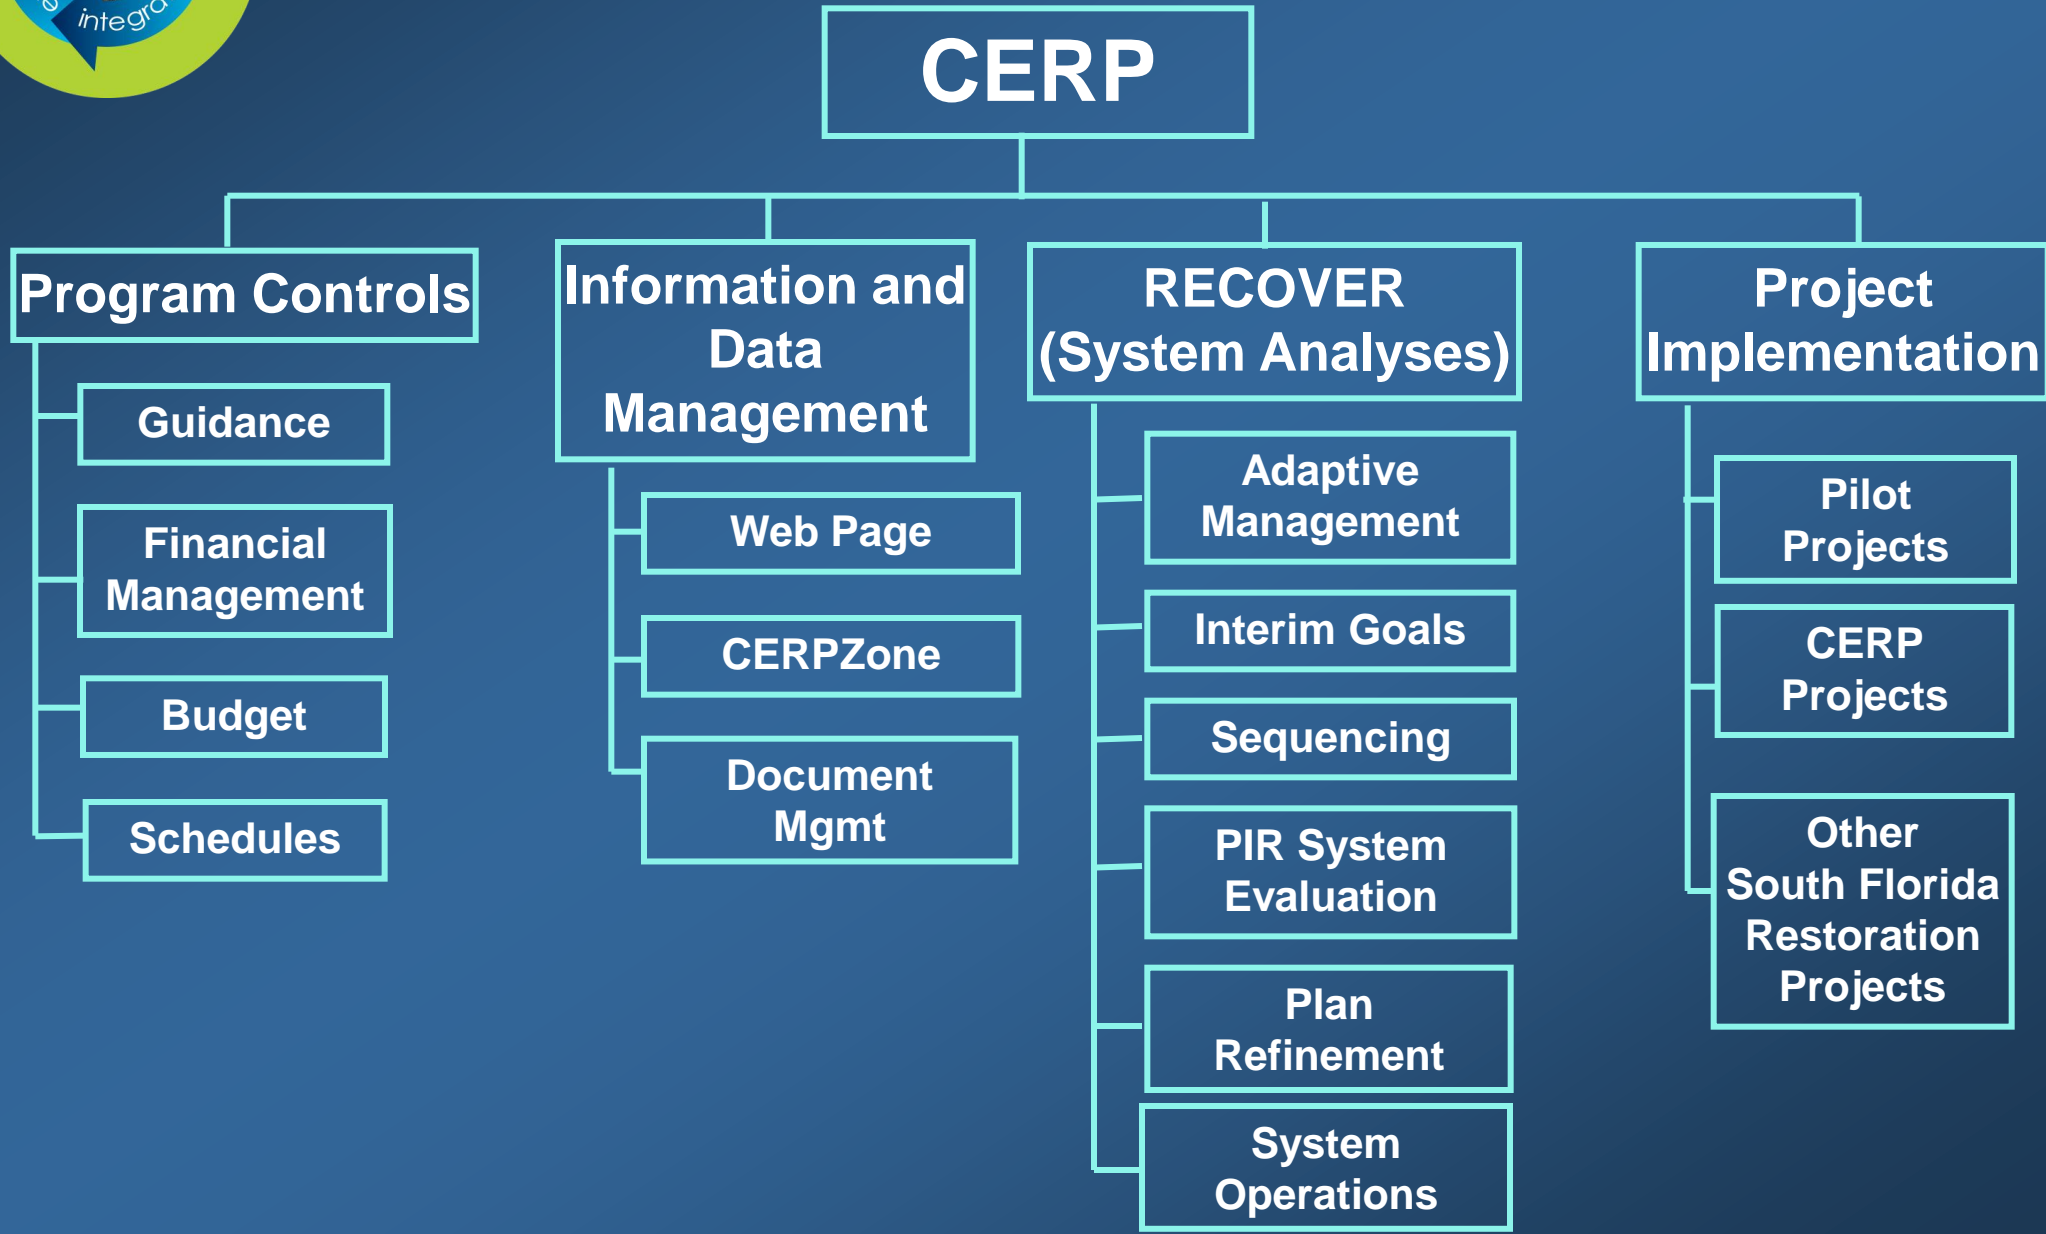 CERP
Program Controls
Guidance
Financial
Management
Budget
Schedules
Information and
Data
Management
Web Page
CERPZone
Document
Mgmt
RECOVER
(System Analyses)
Adaptive
Management
Interim Goals
Sequencing
PIR System
Evaluation
Plan
Refinement
System
Operations
Project
Implementation
Pilot
Projects
CERP
Projects
Other
South Florida
Restoration
Projects